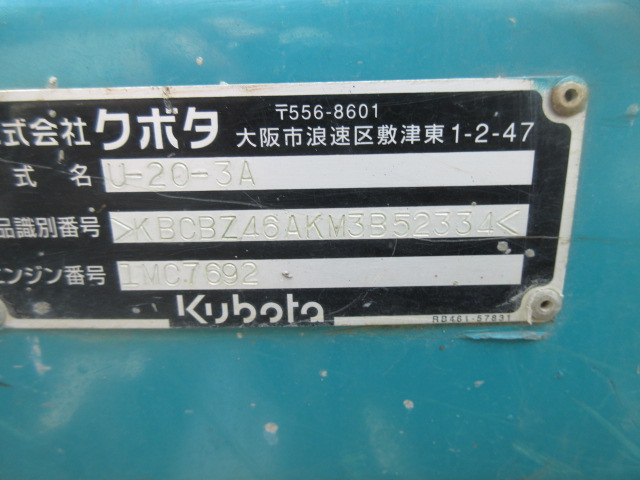 式会社クボタ 〒556-8601
大阪市浪速区敷津東1-2-47
式名 U-20-3A
品識別番号 >KBCBZ46AKM3B52334<
エンジン番号 1MC7692
Kubota
RB461-57831